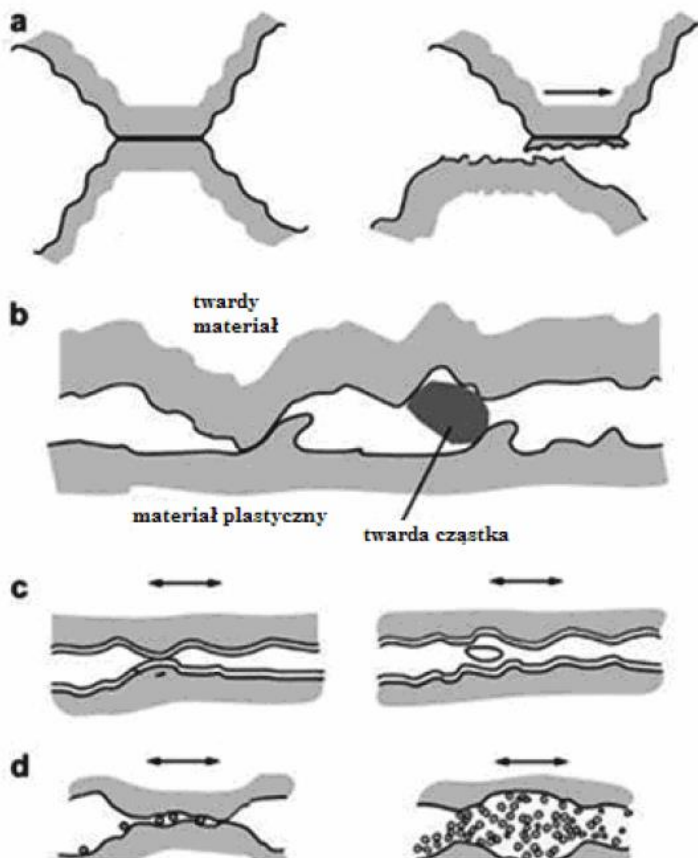 a
b
twardy
materiał
materiał plastyczny
twarda cząstka
c
d